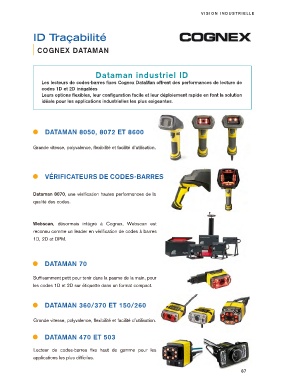 VISION INDUSTRIELLE
ID Traçabilité
COGNEX
COGNEX DATAMAN
Dataman industriel ID
Les lecteurs de codes-barres fixes Cognex DataMan offrent des performances de lecture de
codes 1D et 2D inégalées
Leurs options flexibles, leur configuration facile et leur déploiement rapide en font la solution
idéale pour les applications industrielles les plus exigeantes.
DATAMAN 8050, 8072 ET 8600
Grande vitesse, polyvalence, flexibilité et facilité d'utilisation.
VÉRIFICATEURS DE CODES-BARRES
Dataman 8070, une vérification hautes performances de la
qualité des codes.
Webscan, désormais intégré à Cognex, Webscan est
reconnu comme un leader en vérification de codes à barres
1D, 2D et DPM.
DATAMAN 70
Suffisamment petit pour tenir dans la paume de la main, pour
les codes 1D et 2D sur étiquette dans un format compact.
DATAMAN 360/370 ET 150/260
Grande vitesse, polyvalence, flexibilité et facilité d'utilisation.
DATAMAN 470 ET 503
Lecteur de codes-barres fixe haut de gamme pour les
applications les plus difficiles.
67